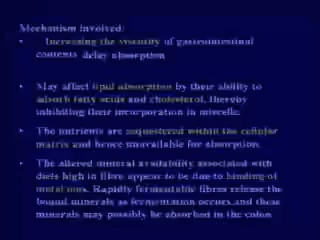 Mechanism involved:
• Increasing the viscosity of gastrointestinal
contents delay absorption
• May affect lipid absorption by their ability to
adsorb fatty acids and cholesterol, thereby
inhibiting their incorporation in micelle.
• The nutrients are sequestered within the cellular
matrix and hence unavailable for absorption.
• The altered mineral availability associated with
diets high in fibre appear to be due to binding of
metal ions. Rapidly fermentable fibres release the
bound minerals as fermentation occurs and these
minerals may possibly be absorbed in the colon